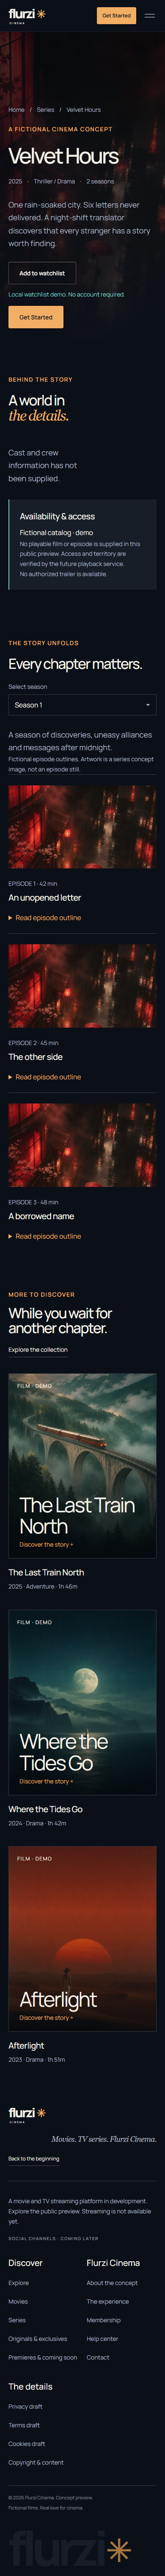 flurzi
CINEMA
Get Started
Home / Series / Velvet Hours
A FICTIONAL CINEMA CONCEPT
Velvet Hours
2025 · Thriller / Drama · 2 seasons
One rain-soaked city. Six letters never
delivered. A night-shift translator
discovers that every stranger has a story
worth finding.
Add to watchlist
Local watchlist demo. No account required.
Get Started
BEHIND THE STORY
A world in
the details.
Cast and crew
information has not
been supplied.
Availability & access
Fictional catalog · demo
No playable film or episode is supplied in this
public preview. Access and territory are
verified by the future playback service.
No authorized trailer is available.
THE STORY UNFOLDS
Every chapter matters.
Select season
Season 1
A season of discoveries, uneasy alliances
and messages after midnight.
Fictional episode outlines. Artwork is a series concept
image, not an episode still.
EPISODE 1 · 42 min
An unopened letter
Read episode outline
EPISODE 2 · 45 min
The other side
Read episode outline
EPISODE 3 · 48 min
A borrowed name
Read episode outline
MORE TO DISCOVER
While you wait for
another chapter.
Explore the collection
FILM · DEMO
The Last Train
North
Discover the story +
The Last Train North
2025 · Adventure · 1h 46m
FILM · DEMO
Where the
Tides Go
Discover the story +
Where the Tides Go
2024 · Drama · 1h 42m
FILM · DEMO
Afterlight
Discover the story +
Afterlight
2023 · Drama · 1h 51m
flurzi
CINEMA
Movies. TV series. Flurzi Cinema.
Back to the beginning
A movie and TV streaming platform in development.
Explore the public preview. Streaming is not available
yet.
SOCIAL CHANNELS · COMING LATER
Discover
Explore
Movies
Series
Originals & exclusives
Premieres & coming soon
Flurzi Cinema
About the concept
The experience
Membership
Help center
Contact
The details
Privacy draft
Terms draft
Cookies draft
Copyright & content
© 2026 Flurzi Cinema. Concept preview.
Fictional films. Real love for cinema.
flurzi